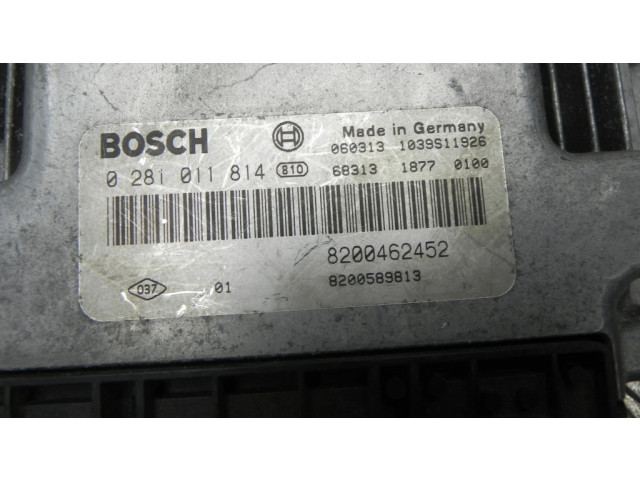 BOSCH
Made in Germany
060313 1039S11926
0 281 011 814 810
68313 1877 0100
8200462452
8200589813
037 01